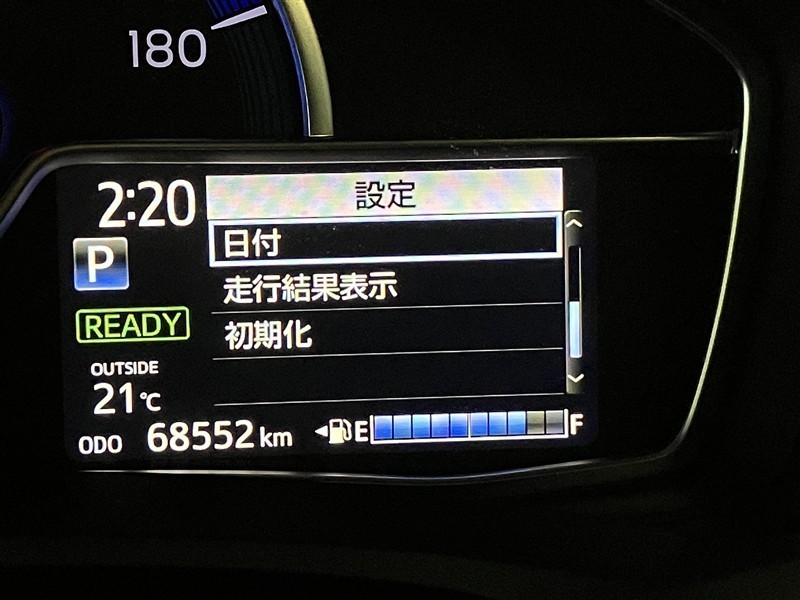 180
2:20
設定
日付
P
走行結果表示
READY
初期化
OUTSIDE
21℃
ODO 68552 km
E F